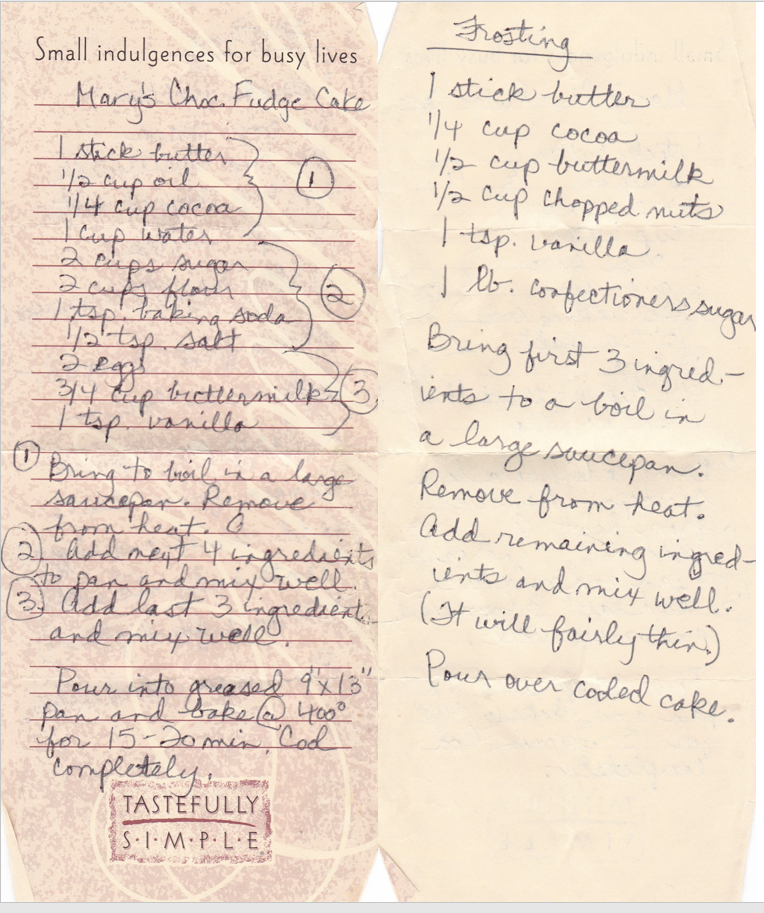 Small indulgences for busy lives
Mary's Choc. Fudge Cake
1 stick butter
1/2 cup oil
1/4 cup cocoa
1 cup water
1
2 cups sugar
2 cups flour
1 tsp. baking soda
1/2 tsp. salt
2
2 eggs
3/4 cup buttermilk
1 tsp. vanilla
3
1 Bring to boil in a large
saucepan. Remove
from heat.
2 Add next 4 ingredients
to pan and mix well.
3. Add last 3 ingredients
and mix well.
Pour into greased 9"x13"
pan and bake @ 400°
for 15-20 min. Cool
completely.
TASTEFULLY
S·I·M·P·L·E
Frosting
1 stick butter
1/4 cup cocoa
1/2 cup buttermilk
1/2 cup chopped nuts
1 tsp. vanilla
1 lb. confectioners sugar
Bring first 3 ingred-
ients to a boil in
a large saucepan.
Remove from heat.
Add remaining ingred-
ients and mix well.
(It will fairly thin.)
Pour over cooled cake.